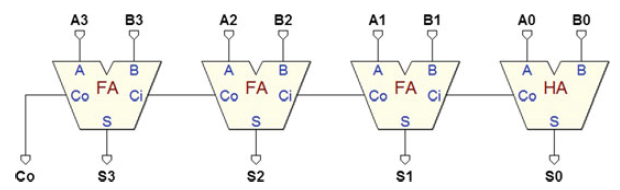 A3 B3 A2 B2 A1 B1 A0 B0
A B A B A B A B
FA FA FA HA
Co Ci Co Ci Co Ci Co
S S S S
Co S3 S2 S1 S0